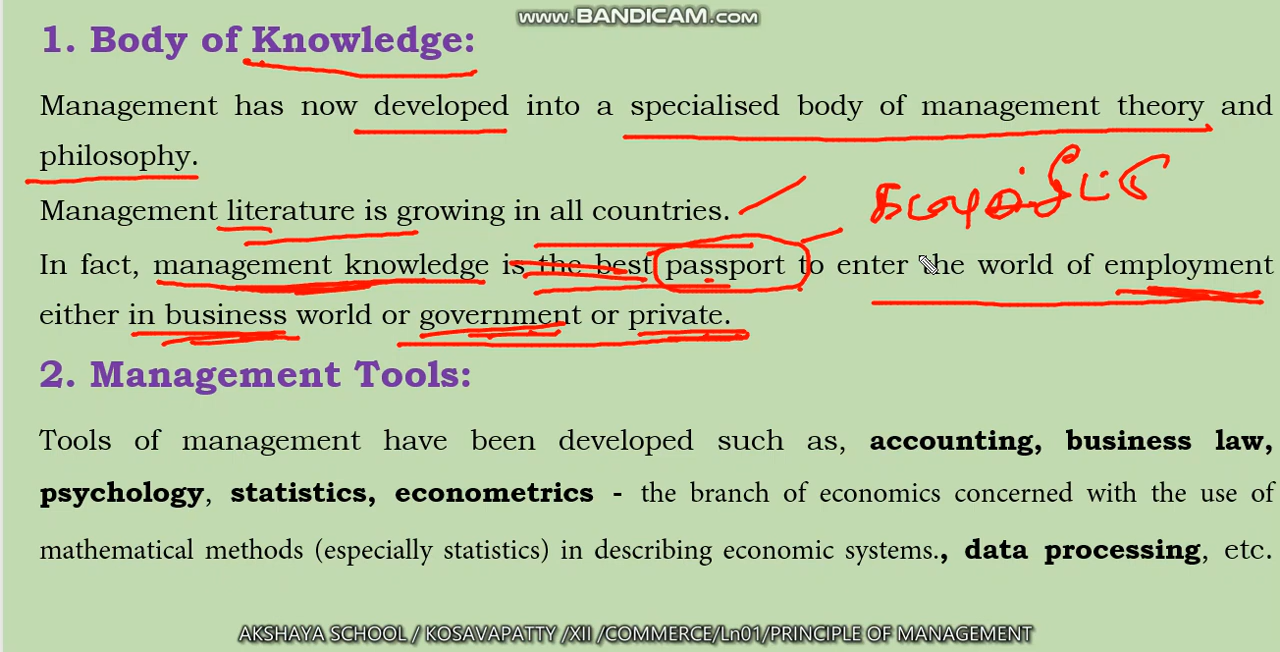 www.BANDICAM.com
1. Body of Knowledge:
Management has now developed into a specialised body of management theory and
philosophy.
Management literature is growing in all countries.
In fact, management knowledge is the best passport to enter the world of employment
either in business world or government or private.
2. Management Tools:
Tools of management have been developed such as, accounting, business law,
psychology, statistics, econometrics - the branch of economics concerned with the use of
mathematical methods (especially statistics) in describing economic systems., data processing, etc.
AKSHAYA SCHOOL / KOSAVAPATTY /XII /COMMERCE/Ln01/PRINCIPLE OF MANAGEMENT